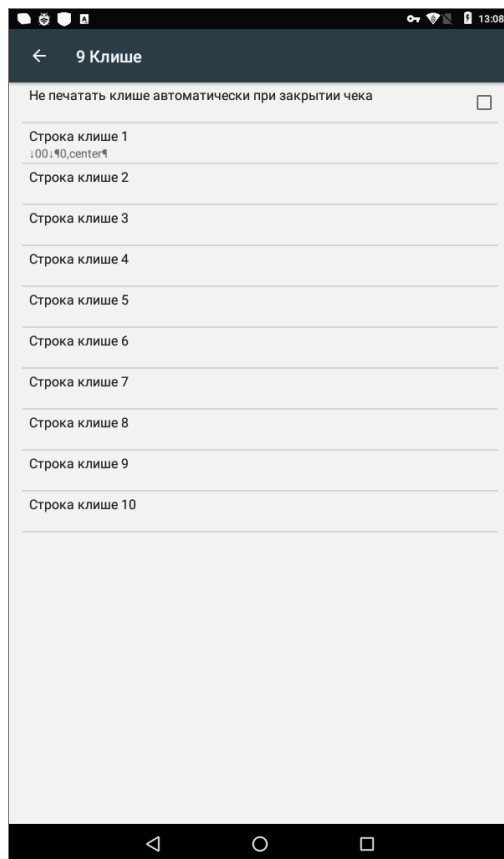 13:08
9 Клише
Не печатать клише автоматически при закрытии чека
Строка клише 1
↓00↓¶0,center¶
Строка клише 2
Строка клише 3
Строка клише 4
Строка клише 5
Строка клише 6
Строка клише 7
Строка клише 8
Строка клише 9
Строка клише 10